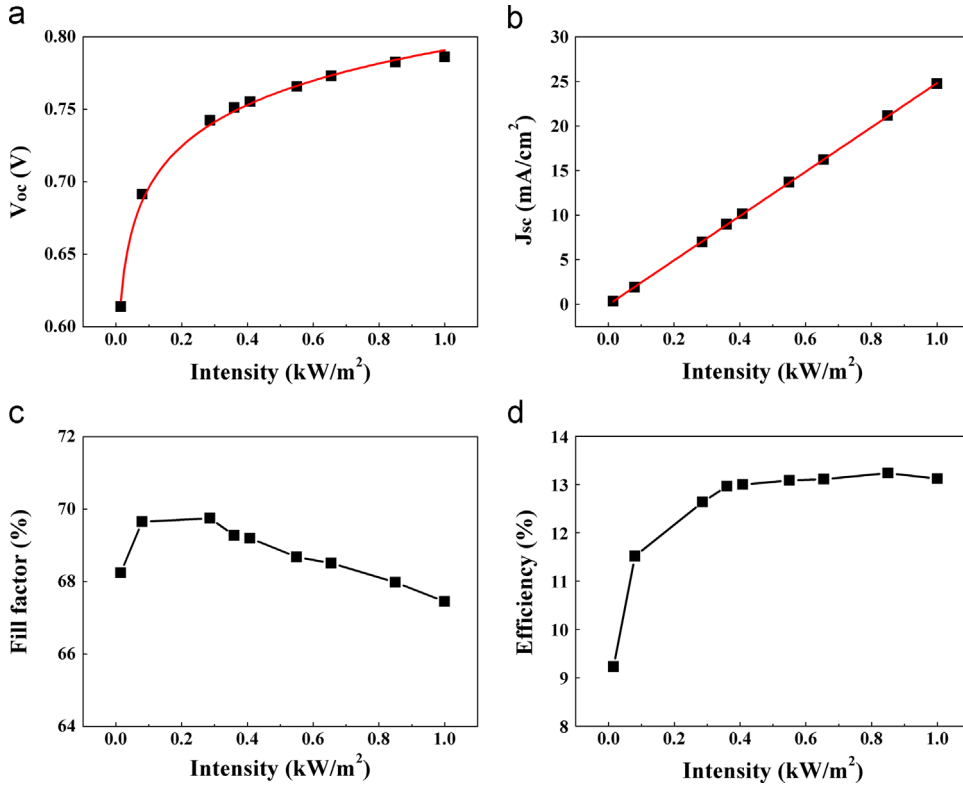 a
Voc (V)
0.80
0.75
0.70
0.65
0.60
0.0 0.2 0.4 0.6 0.8 1.0
Intensity (kW/m²)
b
Jsc (mA/cm²)
30
25
20
15
10
5
0
0.0 0.2 0.4 0.6 0.8 1.0
Intensity (kW/m²)
c
Fill factor (%)
72
70
68
66
64
0.0 0.2 0.4 0.6 0.8 1.0
Intensity (kW/m²)
d
Efficiency (%)
14
13
12
11
10
9
8
0.0 0.2 0.4 0.6 0.8 1.0
Intensity (kW/m²)